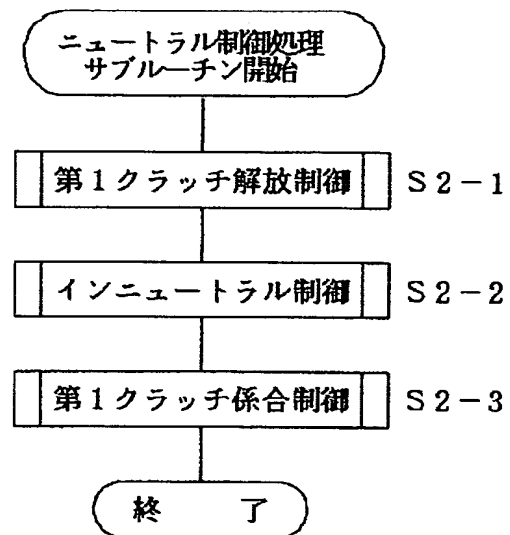 ニュートラル制御処理
サブルーチン開始
第1クラッチ解放制御 S2-1
インニュートラル制御 S2-2
第1クラッチ係合制御 S2-3
終 了